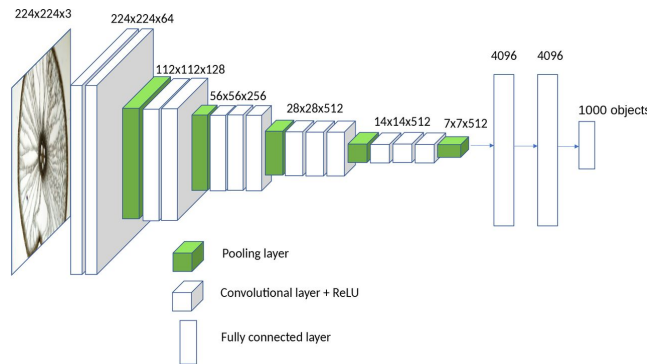 224x224x3
224x224x64
112x112x128
56x56x256
28x28x512
14x14x512
7x7x512
4096
4096
1000 objects
Pooling layer
Convolutional layer + ReLU
Fully connected layer